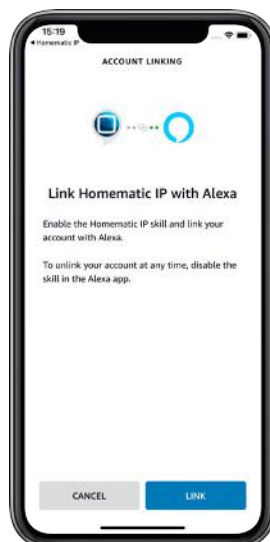 15:19
Homematic IP
ACCOUNT LINKING
Link Homematic IP with Alexa
Enable the Homematic IP skill and link your
account with Alexa.
To unlink your account at any time, disable the
skill in the Alexa app.
CANCEL LINK